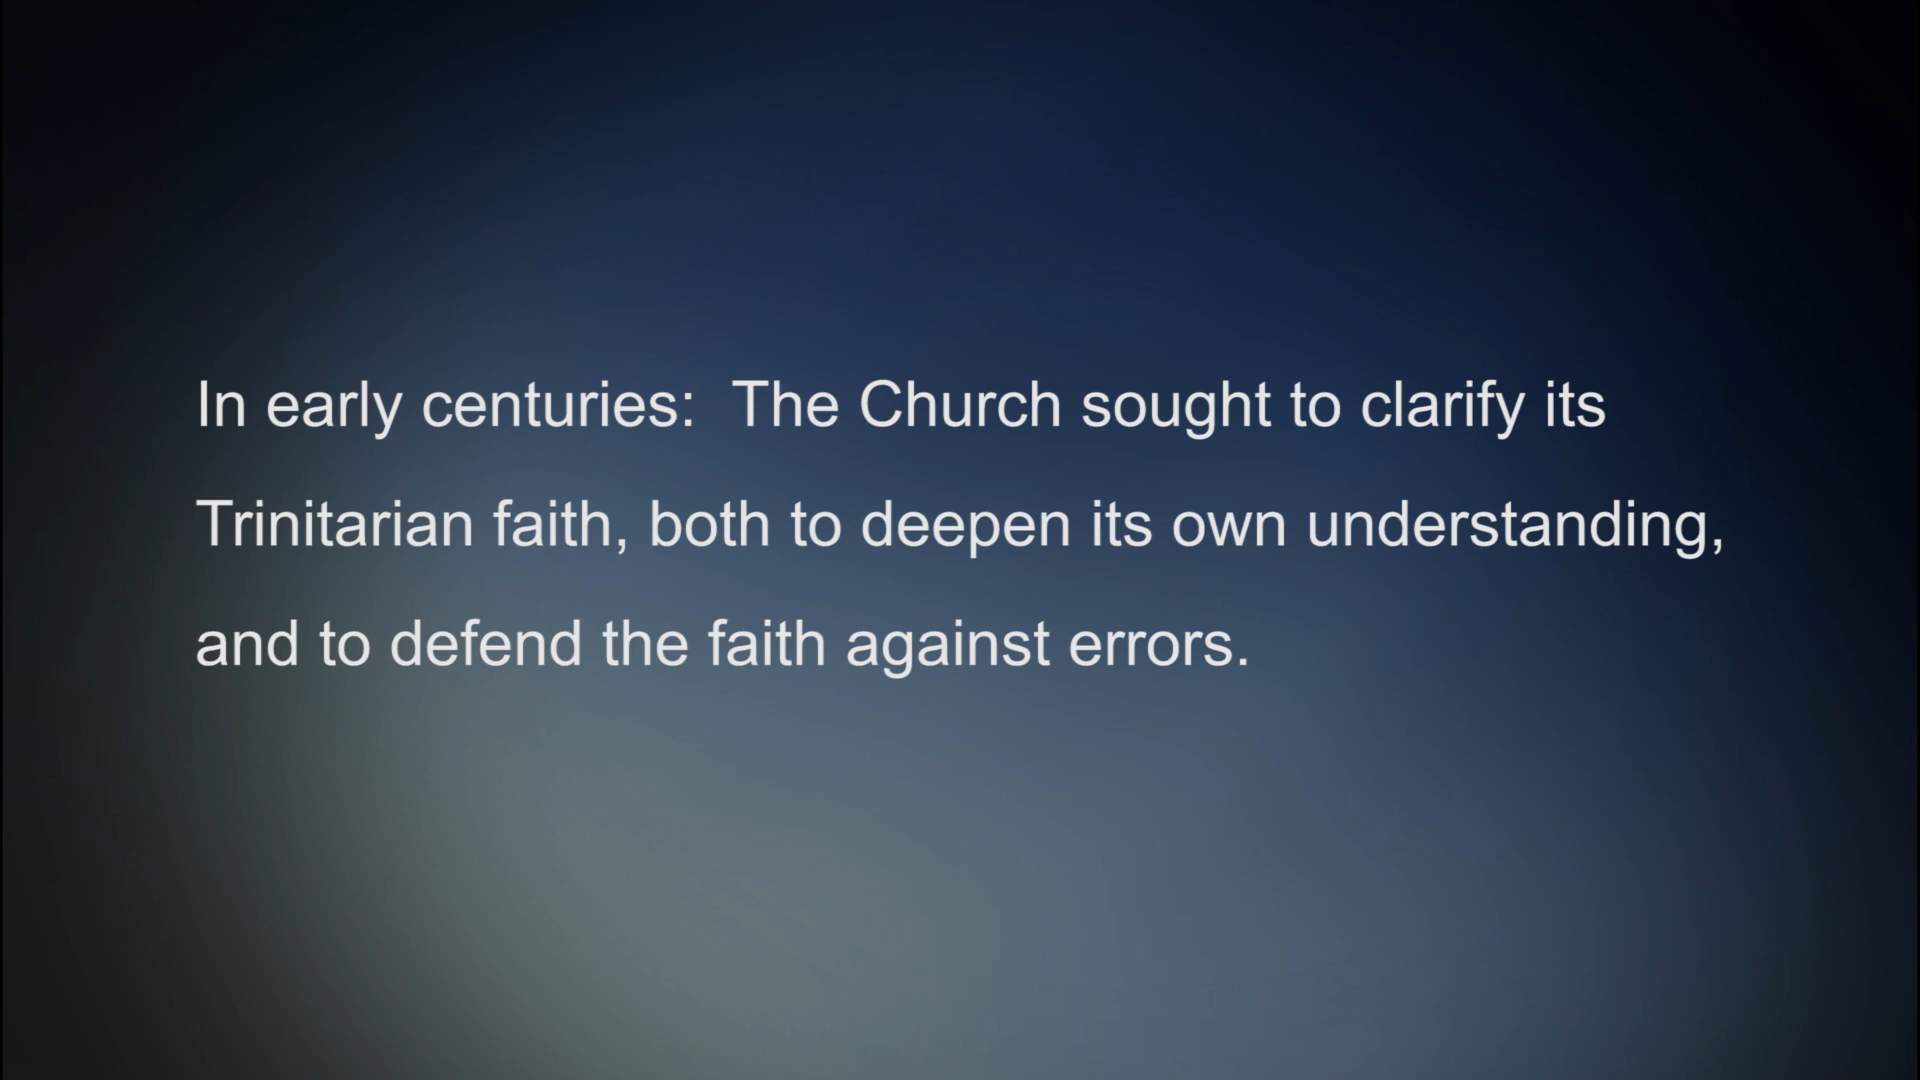 In early centuries:  The Church sought to clarify its
Trinitarian faith, both to deepen its own understanding,
and to defend the faith against errors.